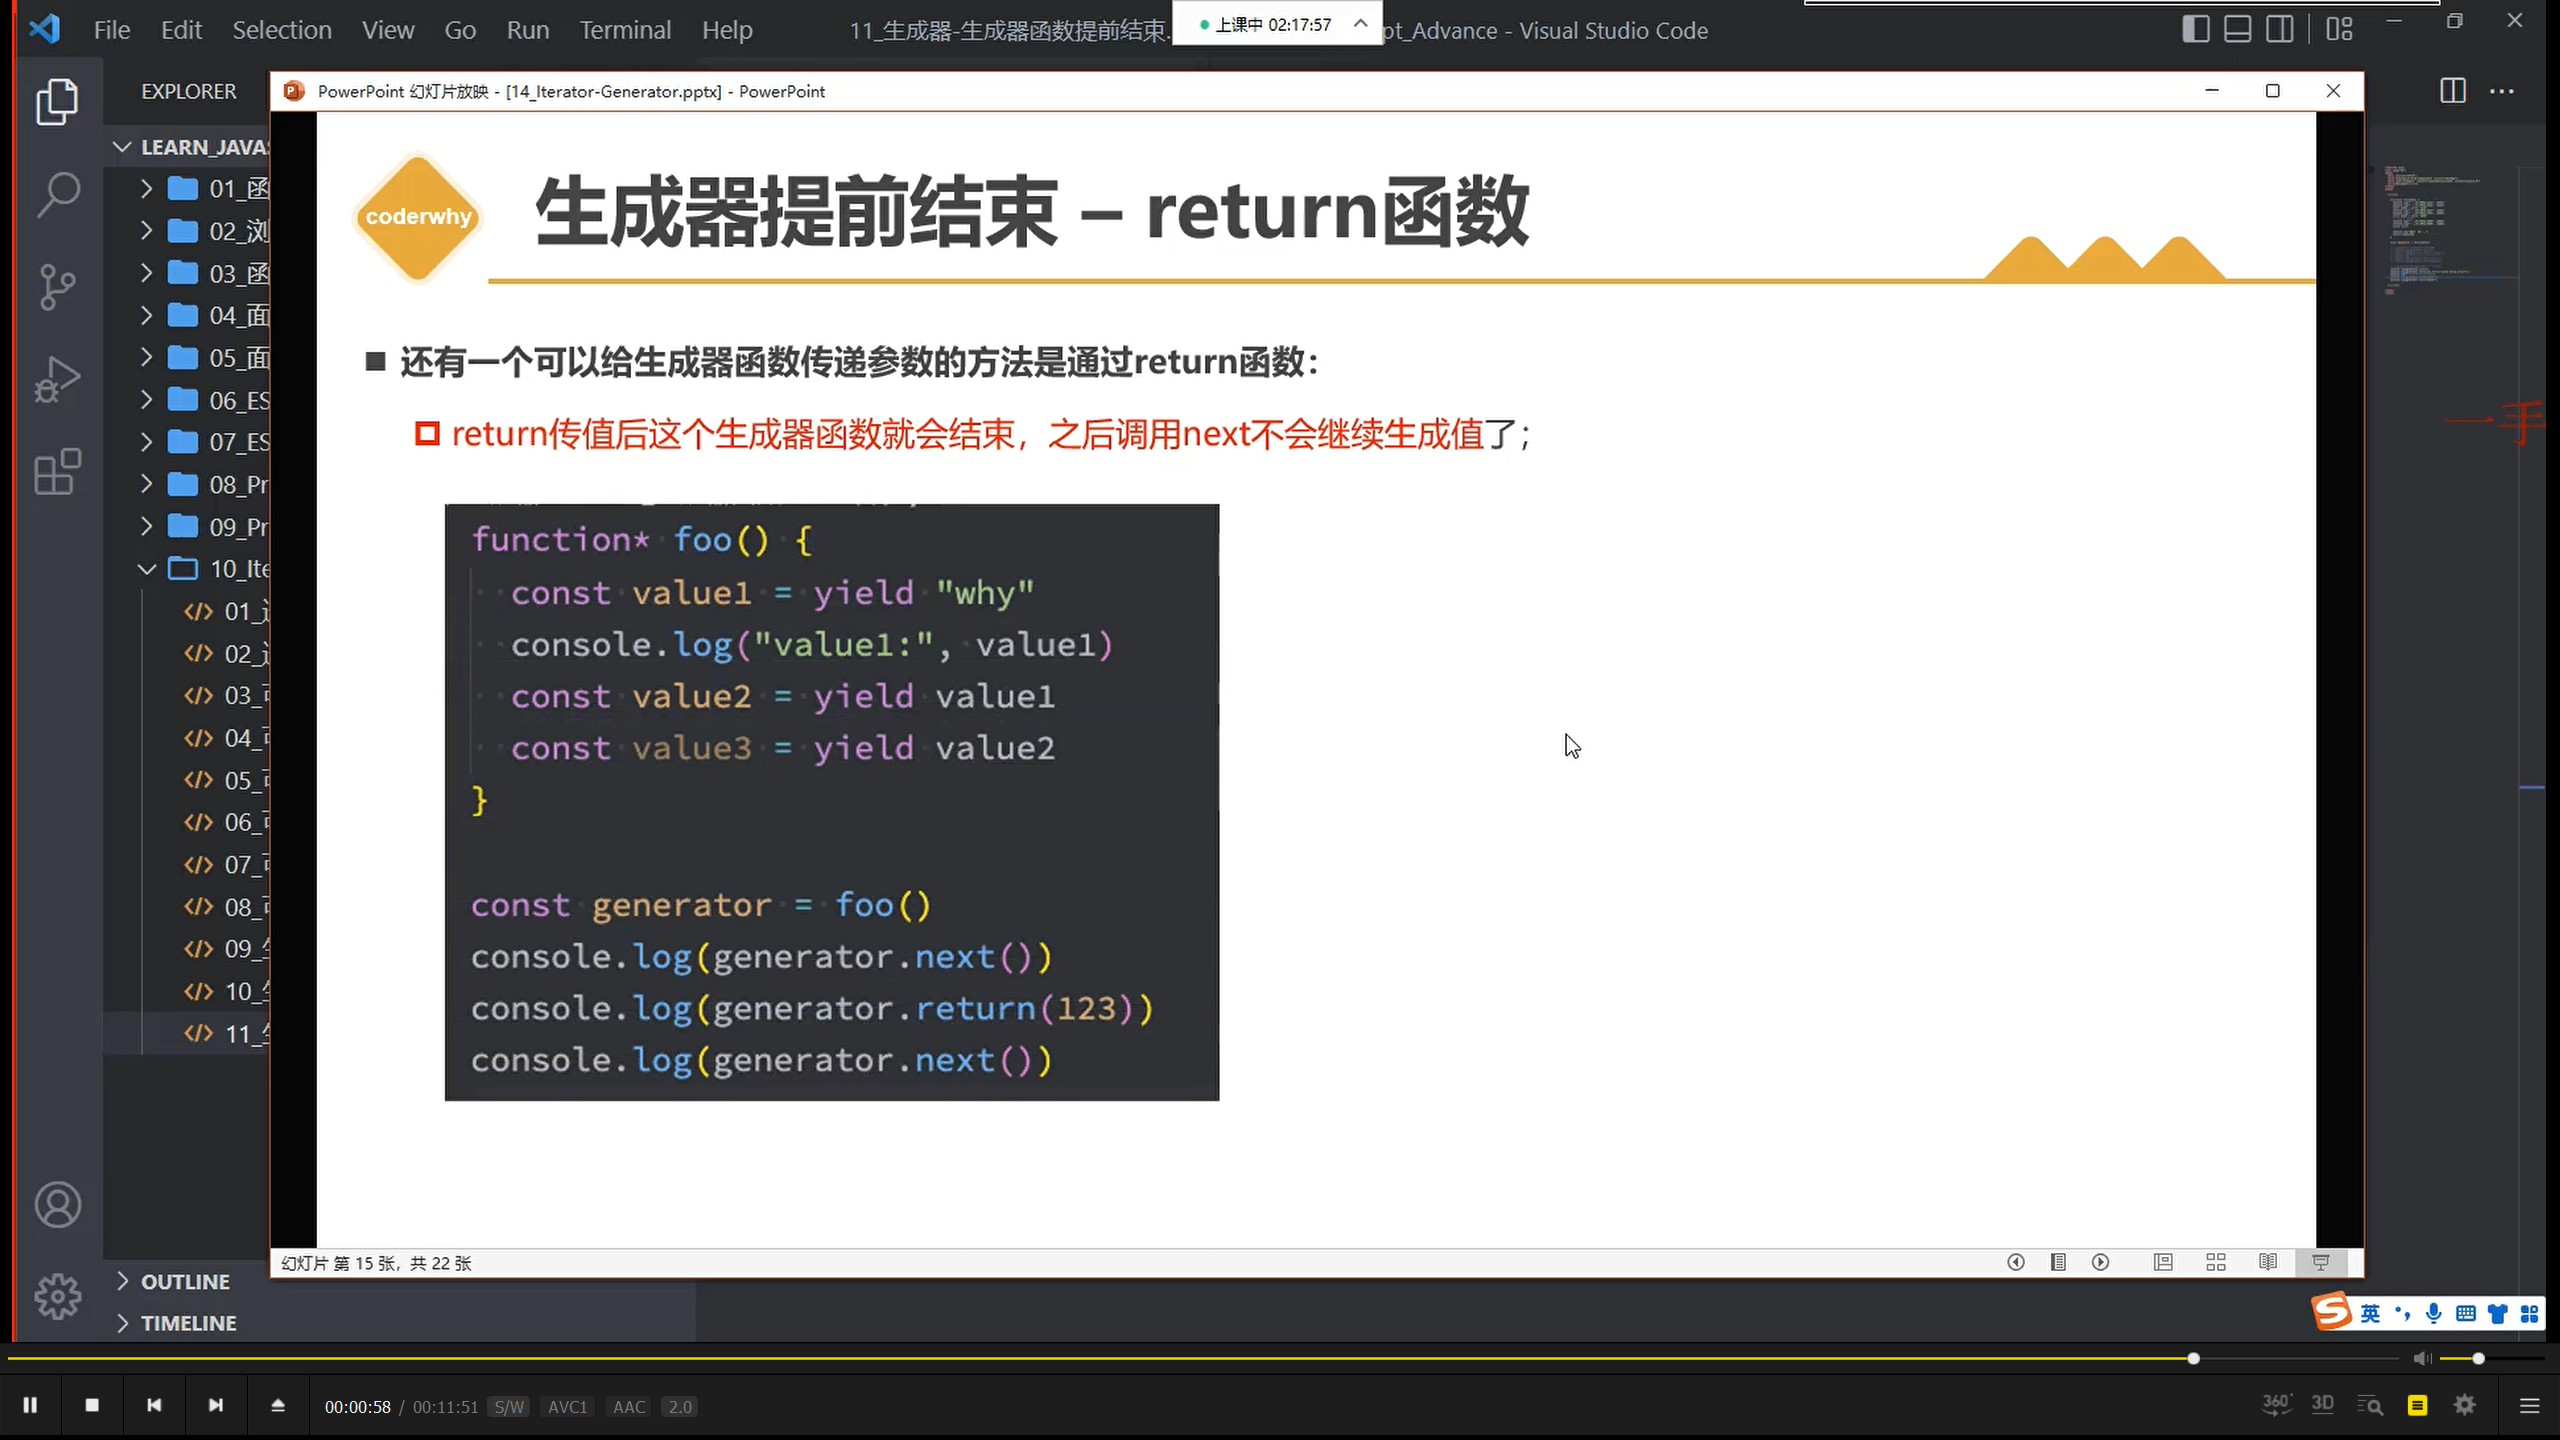 File Edit Selection View Go Run Terminal Help
11_生成器-生成器函数提前结束.
上课中 02:17:57
pt_Advance - Visual Studio Code
EXPLORER
PowerPoint 幻灯片放映 - [14_Iterator-Generator.pptx] - PowerPoint
LEARN_JAVAS
01_函
02_浏
03_函
04_面
05_面
06_ES
07_ES
08_Pr
09_Pr
10_Ite
01_
02_
03_
04_
05_
06_
07_
08_
09_
10_
11_
OUTLINE
TIMELINE
coderwhy
生成器提前结束 – return函数
还有一个可以给生成器函数传递参数的方法是通过return函数：
return传值后这个生成器函数就会结束，之后调用next不会继续生成值了；
function* foo() {
const value1 = yield "why"
console.log("value1:", value1)
const value2 = yield value1
const value3 = yield value2
}
const generator = foo()
console.log(generator.next())
console.log(generator.return(123))
console.log(generator.next())
一手
幻灯片 第 15 张，共 22 张
英
00:00:58 / 00:11:51 S/W AVC1 AAC 2.0
360° 3D